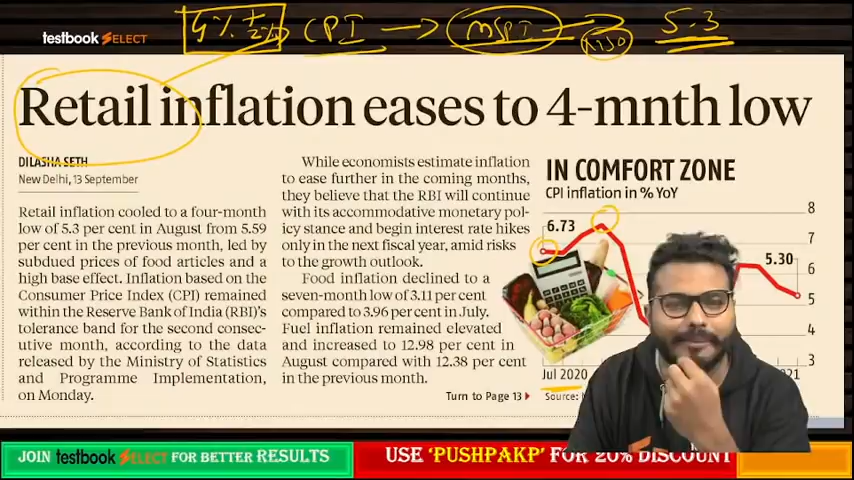 testbook SELECT
4% ± 2% CPI → MSPI → NSO 5.3
Retail inflation eases to 4-mnth low
DILASHA SETH
New Delhi, 13 September
Retail inflation cooled to a four-month
low of 5.3 per cent in August from 5.59
per cent in the previous month, led by
subdued prices of food articles and a
high base effect. Inflation based on the
Consumer Price Index (CPI) remained
within the Reserve Bank of India (RBI)'s
tolerance band for the second consec-
utive month, according to the data
released by the Ministry of Statistics
and Programme Implementation,
on Monday.
While economists estimate inflation
to ease further in the coming months,
they believe that the RBI will continue
with its accommodative monetary pol-
icy stance and begin interest rate hikes
only in the next fiscal year, amid risks
to the growth outlook.
Food inflation declined to a
seven-month low of 3.11 per cent
compared to 3.96 per cent in July.
Fuel inflation remained elevated
and increased to 12.98 per cent in
August compared with 12.38 per cent
in the previous month.
Turn to Page 13
IN COMFORT ZONE
CPI inflation in % YoY
8
6.73
7
5.30
6
5
4
3
Jul 2020
Source:
JOIN testbook SELECT FOR BETTER RESULTS
USE 'PUSHPAKP' FOR 20% DISCOUNT